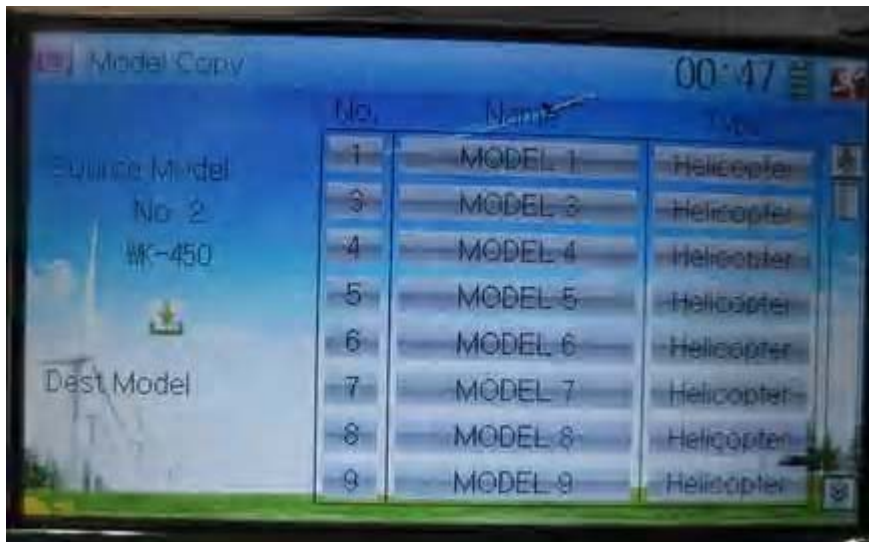 Model Copy 00:47
No. Name Type
Source Model
No. 2
WK-450
Dest Model
1 MODEL 1 Helicopter
3 MODEL 3 Helicopter
4 MODEL 4 Helicopter
5 MODEL 5 Helicopter
6 MODEL 6 Helicopter
7 MODEL 7 Helicopter
8 MODEL 8 Helicopter
9 MODEL 9 Helicopter